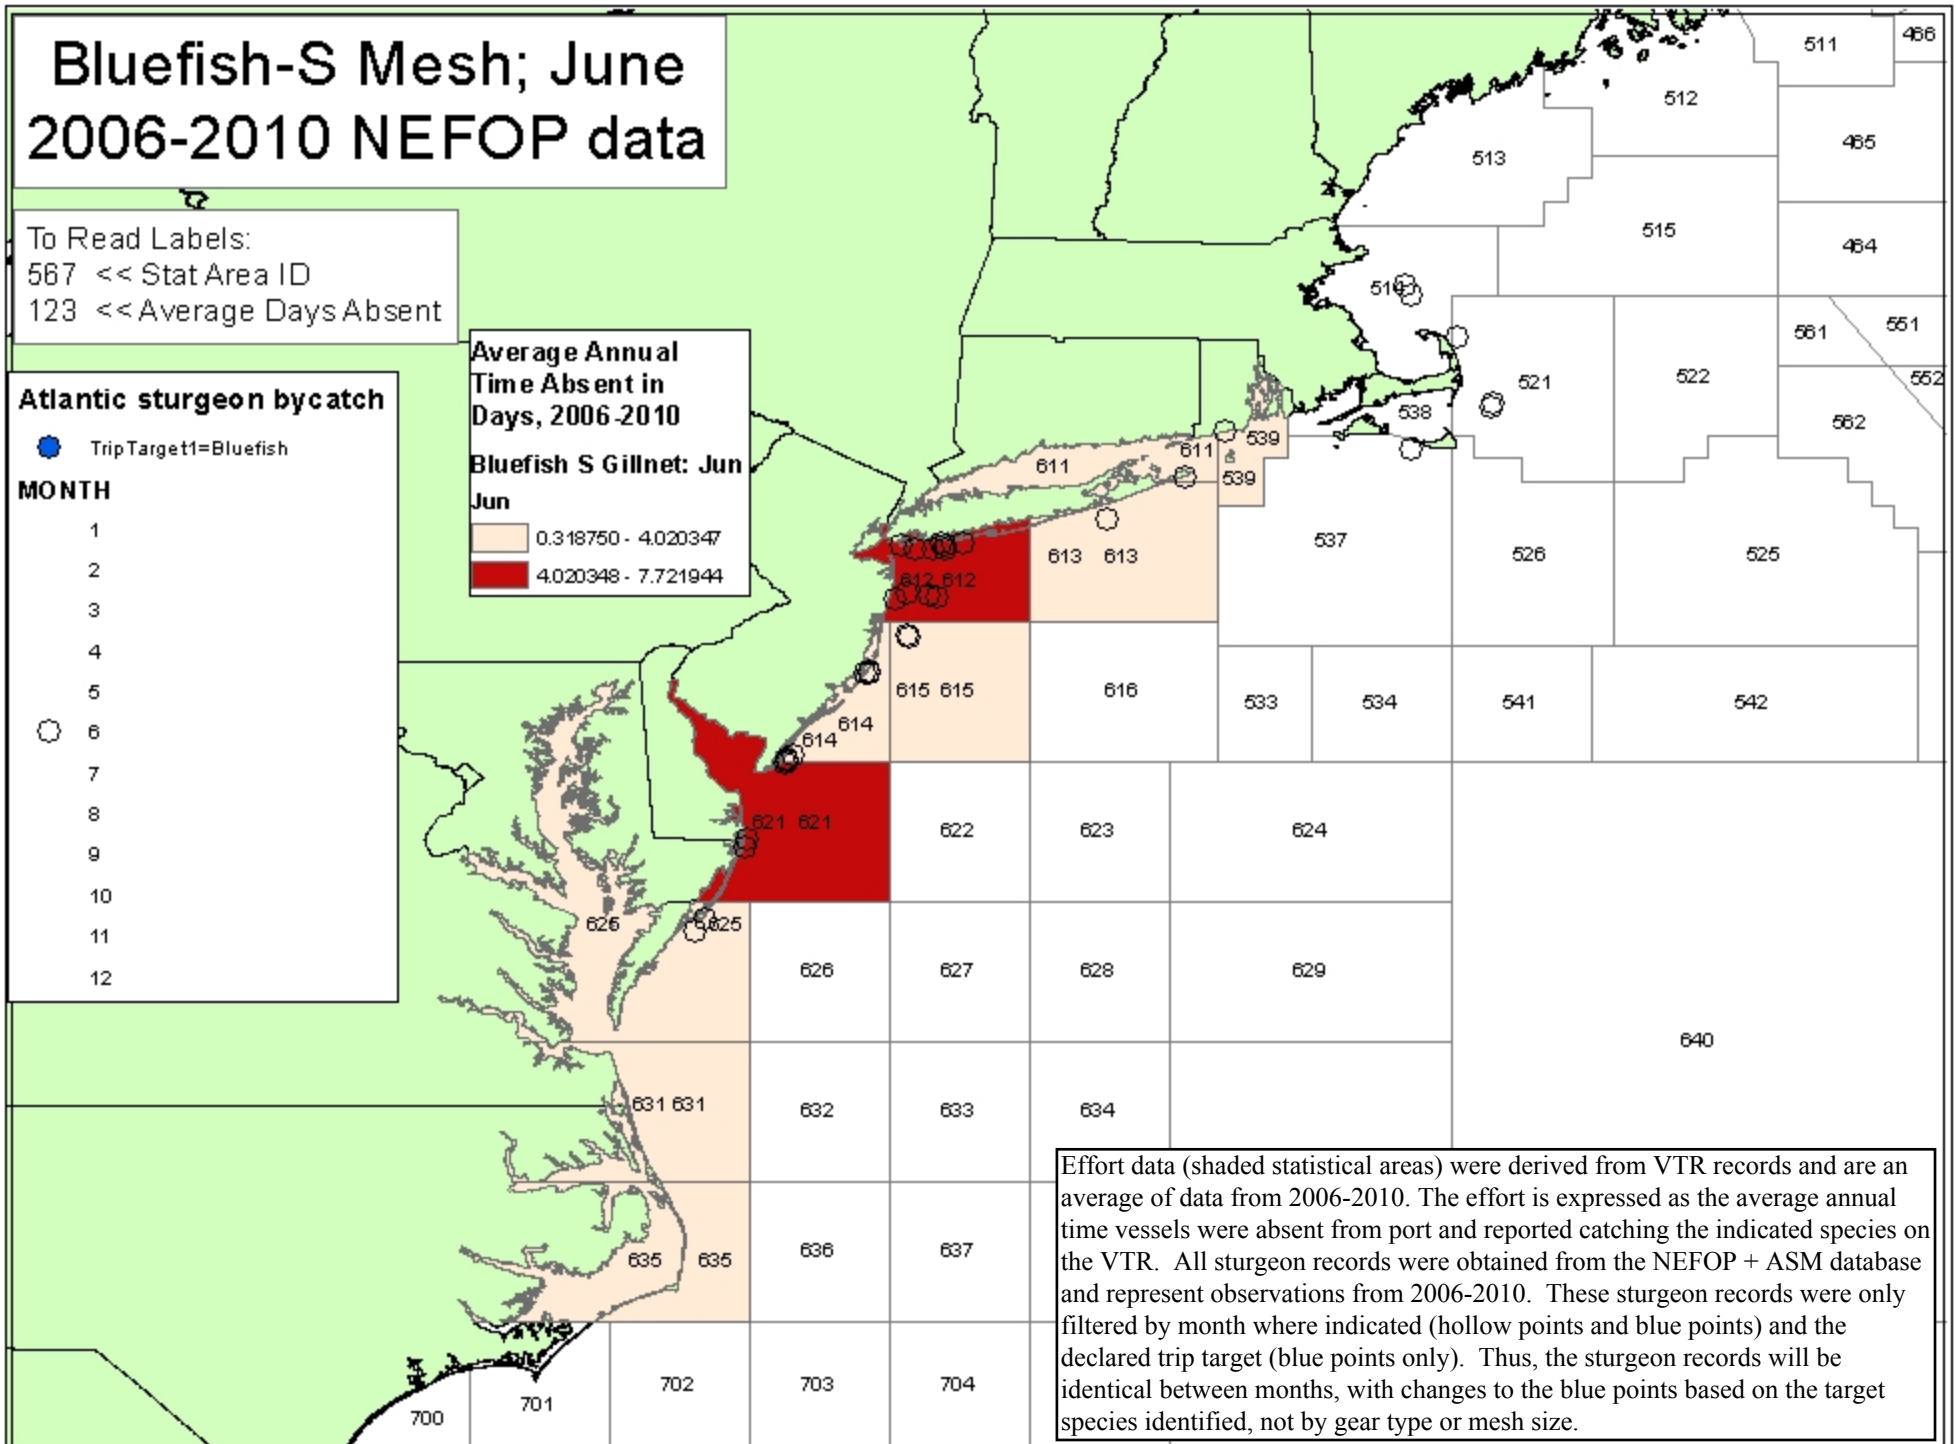 Bluefish-S Mesh; June
2006-2010 NEFOP data
To Read Labels:
567 << Stat Area ID
123 << Average Days Absent
Atlantic sturgeon bycatch
TripTarget1=Bluefish
MONTH
1
2
3
4
5
6
7
8
9
10
11
12
Average Annual
Time Absent in
Days, 2006-2010
Bluefish S Gillnet: Jun
Jun
0.318750 - 4.020347
4.020348 - 7.721944
511
466
512
465
513
515
464
514
561
551
521
522
552
538
562
539
611
611
539
537
526
525
613 613
612 612
615 615
616
533
534
541
542
614
614
621 621
622
623
624
625
625
626
627
628
629
640
631 631
632
633
634
635
635
636
637
700
701
702
703
704
Effort data (shaded statistical areas) were derived from VTR records and are an
average of data from 2006-2010. The effort is expressed as the average annual
time vessels were absent from port and reported catching the indicated species on
the VTR. All sturgeon records were obtained from the NEFOP + ASM database
and represent observations from 2006-2010. These sturgeon records were only
filtered by month where indicated (hollow points and blue points) and the
declared trip target (blue points only). Thus, the sturgeon records will be
identical between months, with changes to the blue points based on the target
species identified, not by gear type or mesh size.